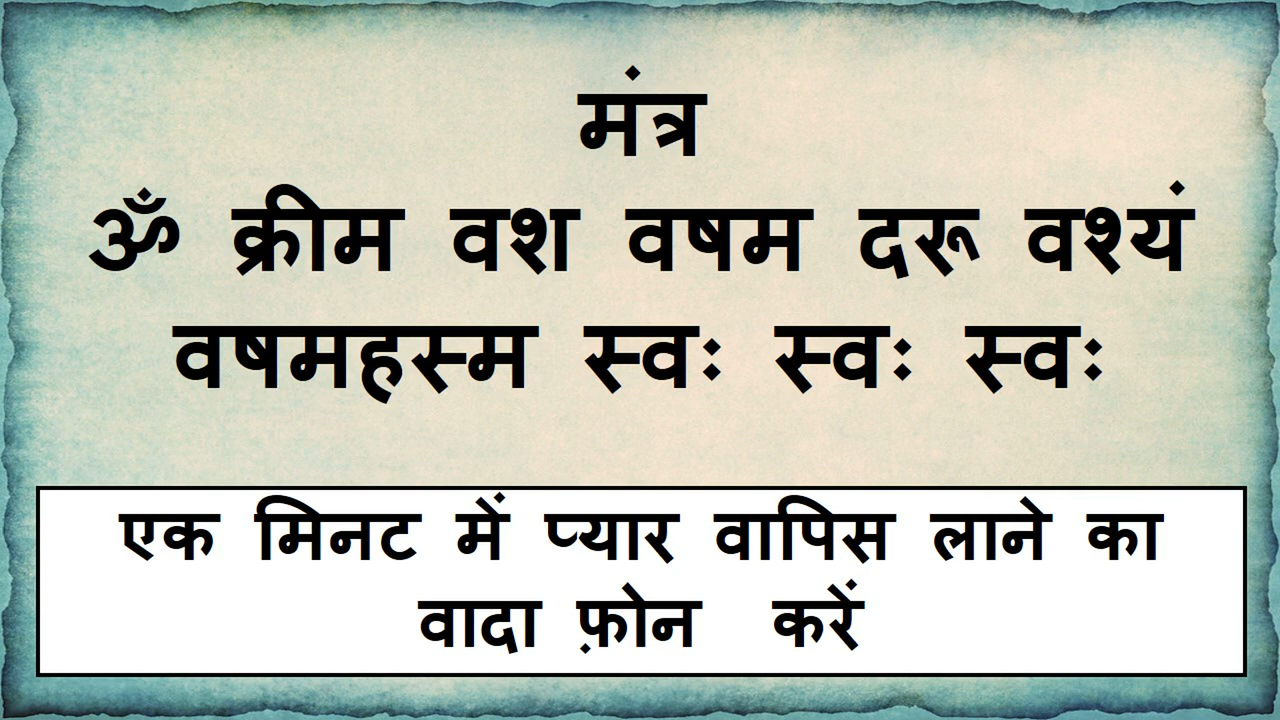 मंत्र
ॐ क्रीम वश वषम दरू वश्यं
वषमहस्म स्वः स्वः स्वः
एक मिनट में प्यार वापिस लाने का
वादा फ़ोन करें